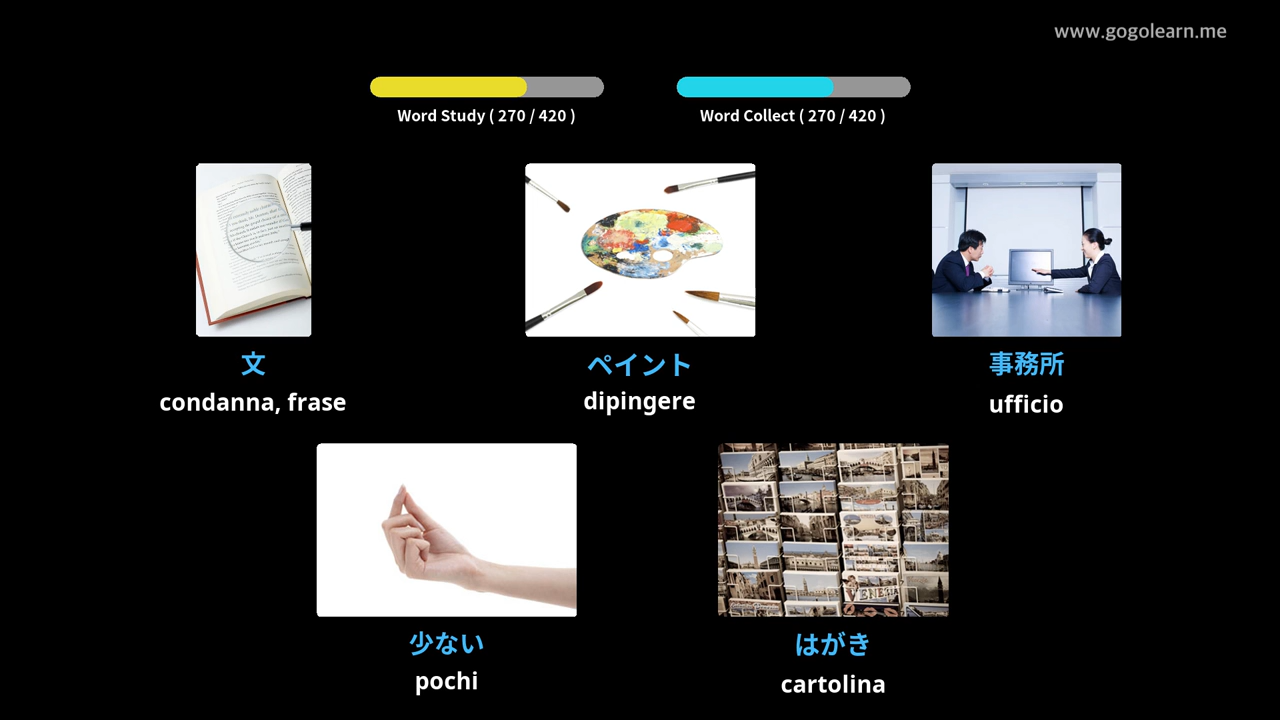 www.gogolearn.me
Word Study ( 270 / 420 )
Word Collect ( 270 / 420 )
文
condanna, frase
ペイント
dipingere
事務所
ufficio
少ない
pochi
はがき
cartolina